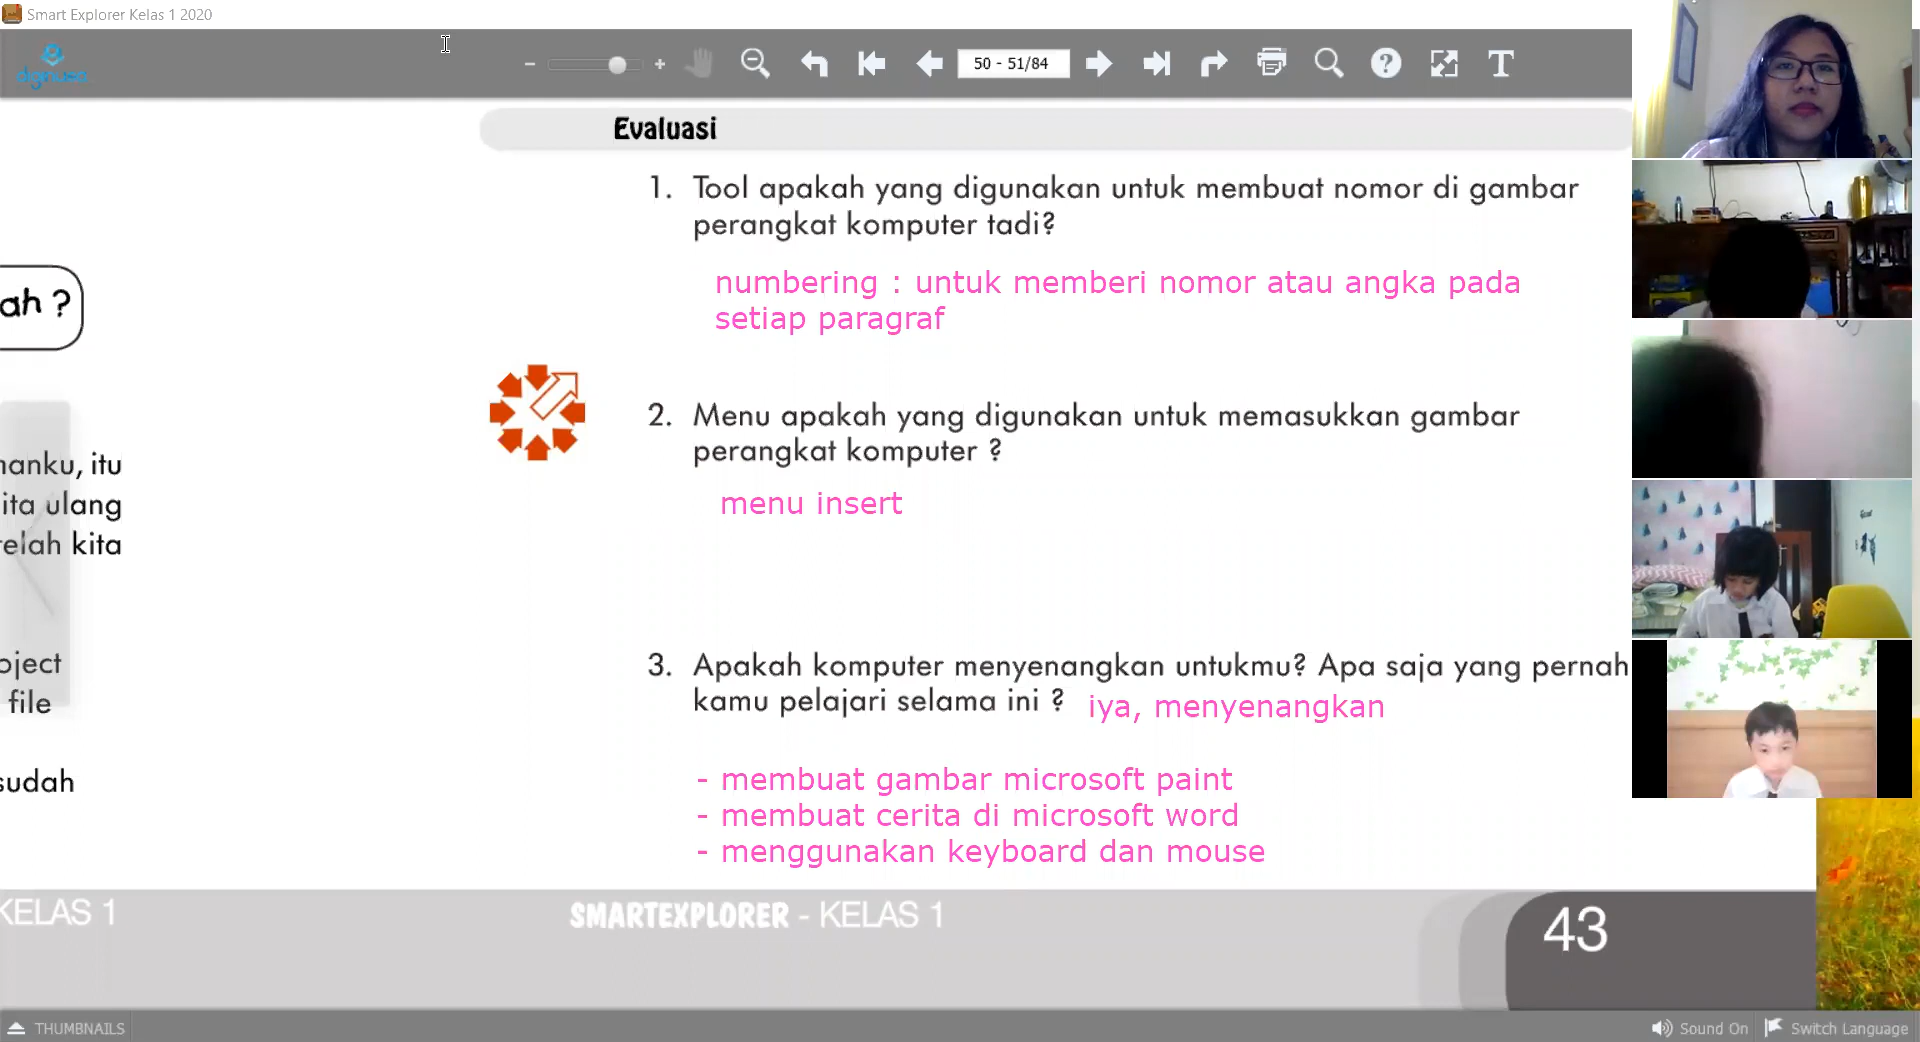 Smart Explorer Kelas 1 2020
diginusa
50 - 51/84
Evaluasi
1. Tool apakah yang digunakan untuk membuat nomor di gambar
perangkat komputer tadi?
numbering : untuk memberi nomor atau angka pada
setiap paragraf
ah ?
2. Menu apakah yang digunakan untuk memasukkan gambar
perangkat komputer ?
menu insert
anku, itu
ita ulang
elah kita
3. Apakah komputer menyenangkan untukmu? Apa saja yang pernah
kamu pelajari selama ini ? iya, menyenangkan
bject
file
sudah
- membuat gambar microsoft paint
- membuat cerita di microsoft word
- menggunakan keyboard dan mouse
KELAS 1
SMARTEXPLORER - KELAS 1
43
THUMBNAILS
Sound On
Switch Language